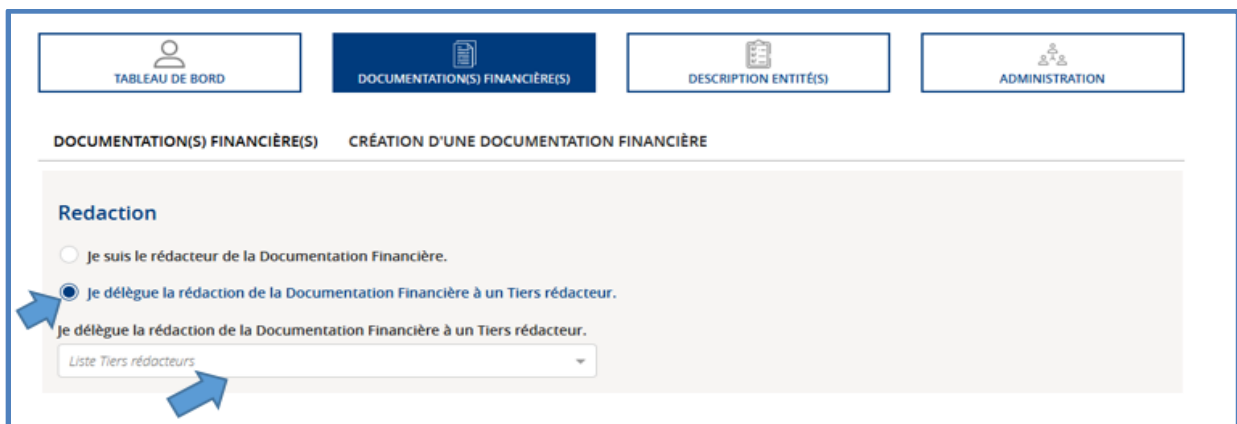 TABLEAU DE BORD
DOCUMENTATION(S) FINANCIÈRE(S)
DESCRIPTION ENTITÉ(S)
ADMINISTRATION
DOCUMENTATION(S) FINANCIÈRE(S)
CRÉATION D'UNE DOCUMENTATION FINANCIÈRE
Redaction
Je suis le rédacteur de la Documentation Financière.
Je délègue la rédaction de la Documentation Financière à un Tiers rédacteur.
Je délègue la rédaction de la Documentation Financière à un Tiers rédacteur.
Liste Tiers rédacteurs